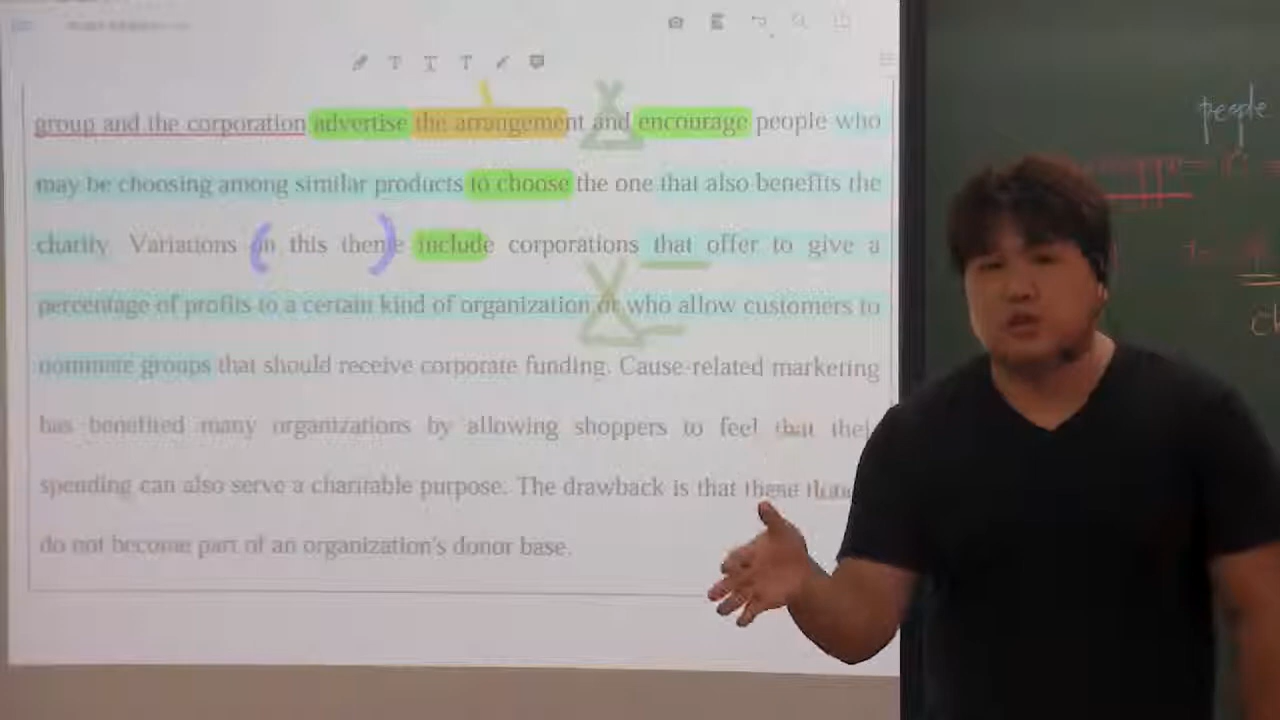 group and the corporation advertise the arrangement and encourage people who
may be choosing among similar products to choose the one that also benefits the
charity. Variations on this theme include corporations that offer to give a
percentage of profits to a certain kind of organization or who allow customers to
nominate groups that should receive corporate funding. Cause-related marketing
has benefited many organizations by allowing shoppers to feel that their
spending can also serve a charitable purpose. The drawback is that these
do not become part of an organization's donor base.
people